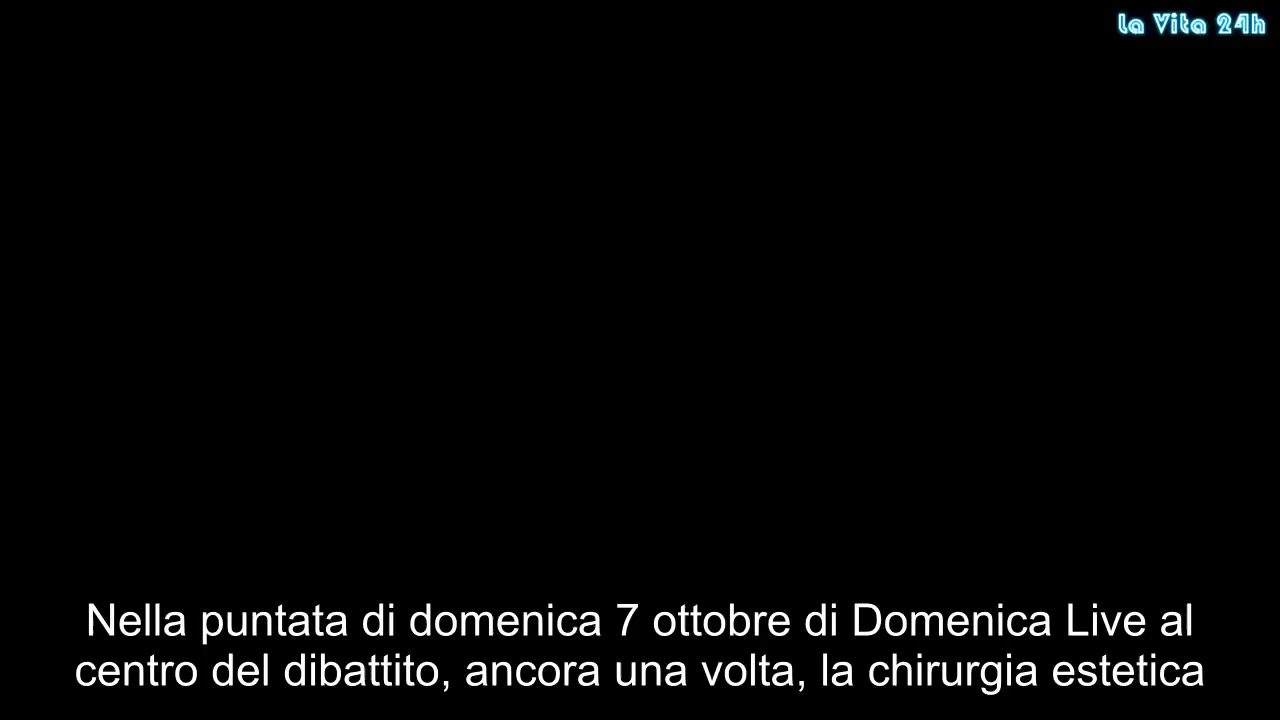 La Vita 24h
Nella puntata di domenica 7 ottobre di Domenica Live al
centro del dibattito, ancora una volta, la chirurgia estetica